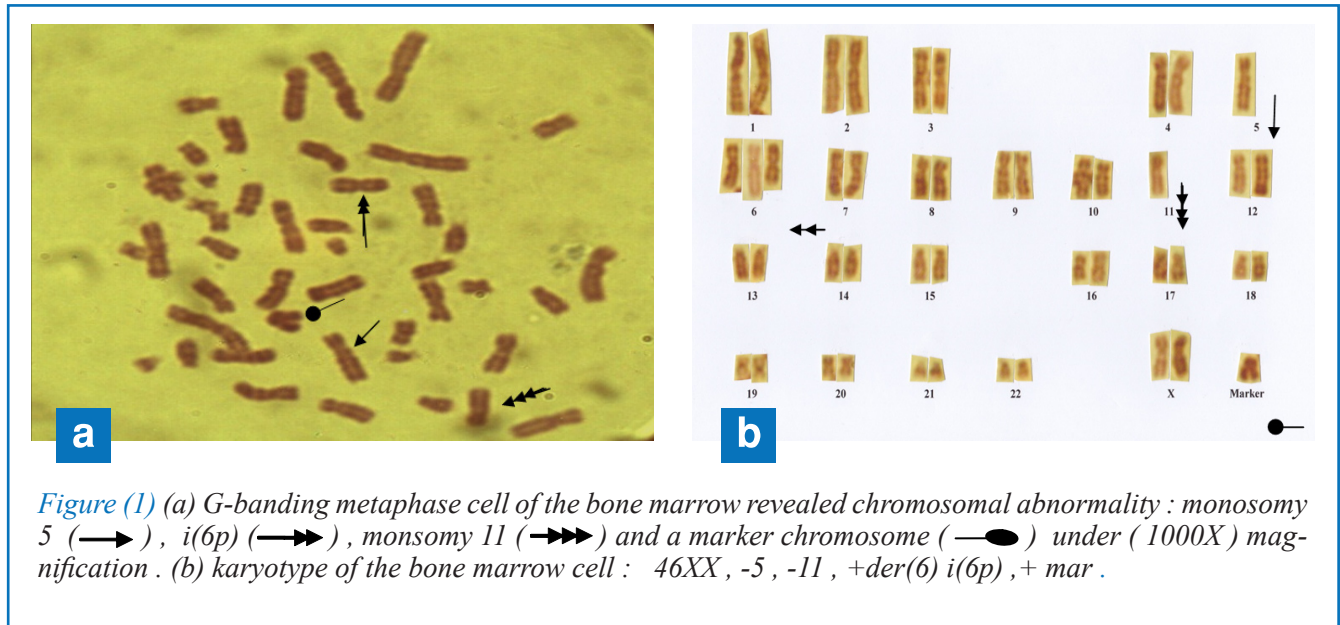 a
b
1 2 3 4 5
6 7 8 9 10 11 12
13 14 15 16 17 18
19 20 21 22 X Marker
Figure (1) (a) G-banding metaphase cell of the bone marrow revealed chromosomal abnormality : monosomy
5 ( ) , i(6p) ( ) , monsomy 11 ( ) and a marker chromosome ( ) under ( 1000X ) mag-
nification . (b) karyotype of the bone marrow cell : 46XX , -5 , -11 , +der(6) i(6p) ,+ mar .